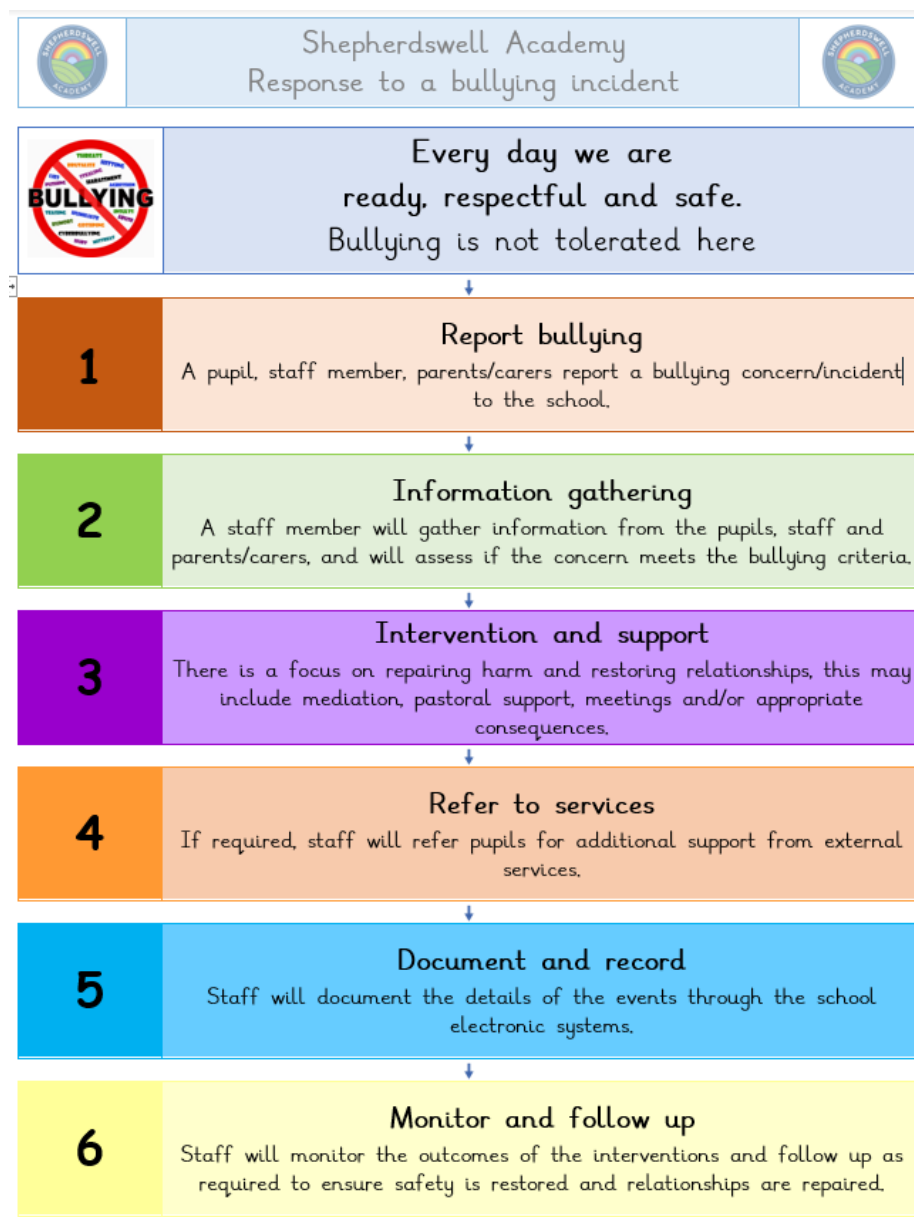 SHEPHERDSWELL
ACADEMY
Shepherdswell Academy
Response to a bullying incident
SHEPHERDSWELL
ACADEMY
BULLYING
THREATS
HARASSMENT
CYBERBULLYING
Every day we are
ready, respectful and safe.
Bullying is not tolerated here
1
Report bullying
A pupil, staff member, parents/carers report a bullying concern/incident
to the school.
2
Information gathering
A staff member will gather information from the pupils, staff and
parents/carers, and will assess if the concern meets the bullying criteria.
3
Intervention and support
There is a focus on repairing harm and restoring relationships, this may
include mediation, pastoral support, meetings and/or appropriate
consequences.
4
Refer to services
If required, staff will refer pupils for additional support from external
services.
5
Document and record
Staff will document the details of the events through the school
electronic systems.
6
Monitor and follow up
Staff will monitor the outcomes of the interventions and follow up as
required to ensure safety is restored and relationships are repaired.